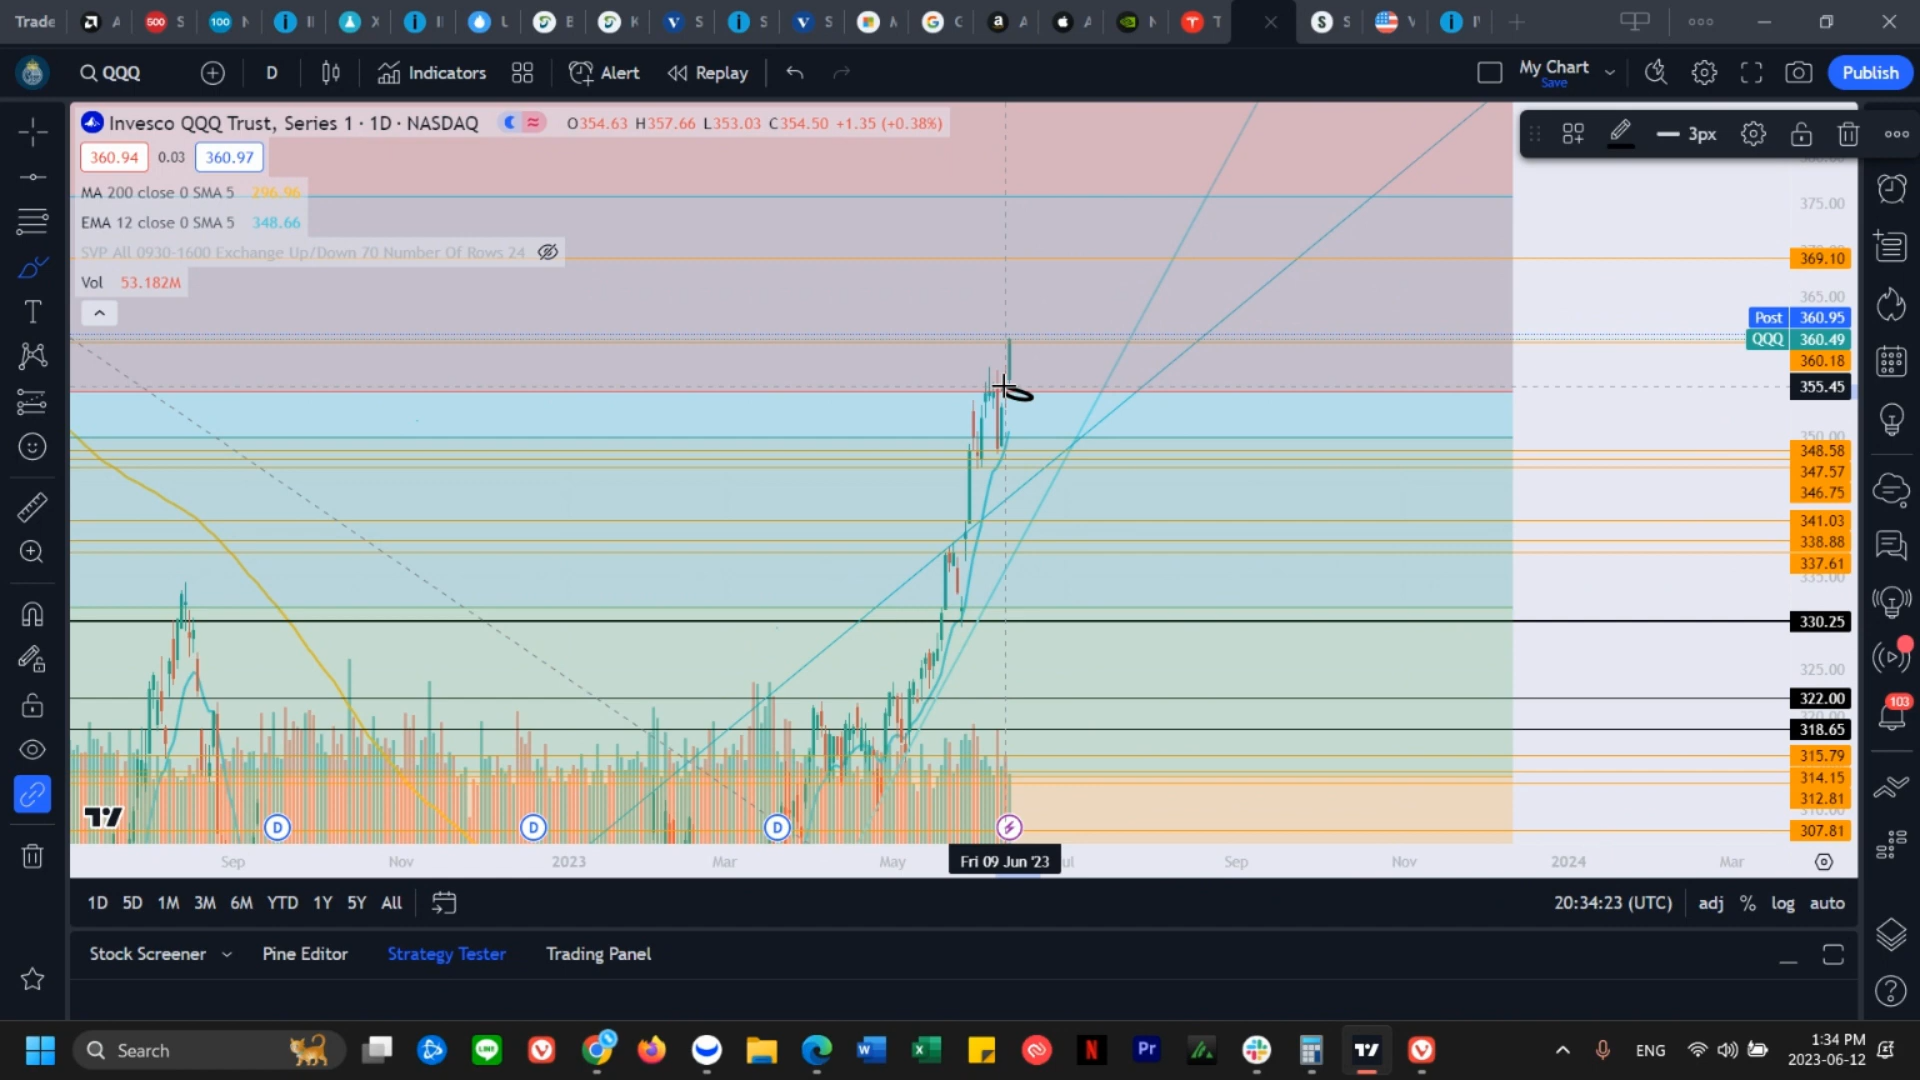 Trade
QQQ
D
Indicators
Alert
Replay
My Chart
Save
Publish
Invesco QQQ Trust, Series 1 · 1D · NASDAQ
O354.63 H357.66 L353.03 C354.50 +1.35 (+0.38%)
3px
360.94
0.03
360.97
MA 200 close 0 SMA 5 296.96
EMA 12 close 0 SMA 5 348.66
SVP All 0930-1600 Exchange Up/Down 70 Number Of Rows 24
Vol 53.182M
375.00
369.10
365.00
Post 360.95
QQQ 360.49
360.18
355.45
350.00
348.58
347.57
346.75
341.03
338.88
337.61
335.00
330.25
325.00
322.00
318.65
315.79
314.15
312.81
307.81
103
D
D
D
Sep
Nov
2023
Mar
May
Fri 09 Jun '23
Sep
Nov
2024
Mar
1D 5D 1M 3M 6M YTD 1Y 5Y All
20:34:23 (UTC)
adj % log auto
Stock Screener
Pine Editor
Strategy Tester
Trading Panel
Search
ENG
1:34 PM
2023-06-12